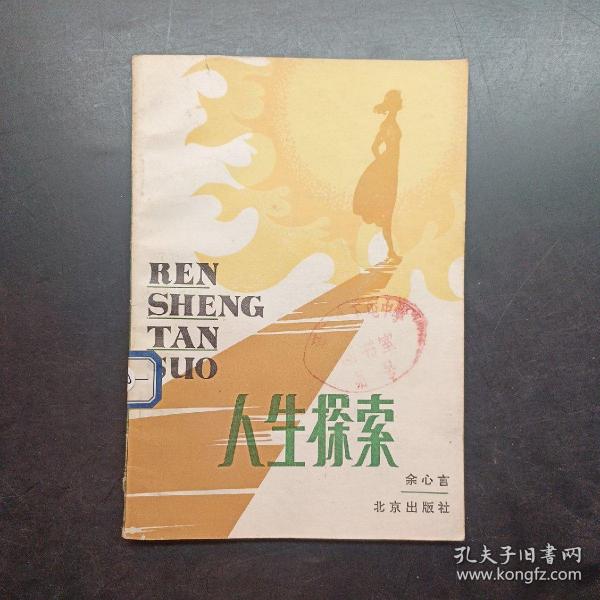 REN
SHENG
TAN
SUO
人生探索
余心言
北京出版社
孔夫子旧書网
www.kongfz.com